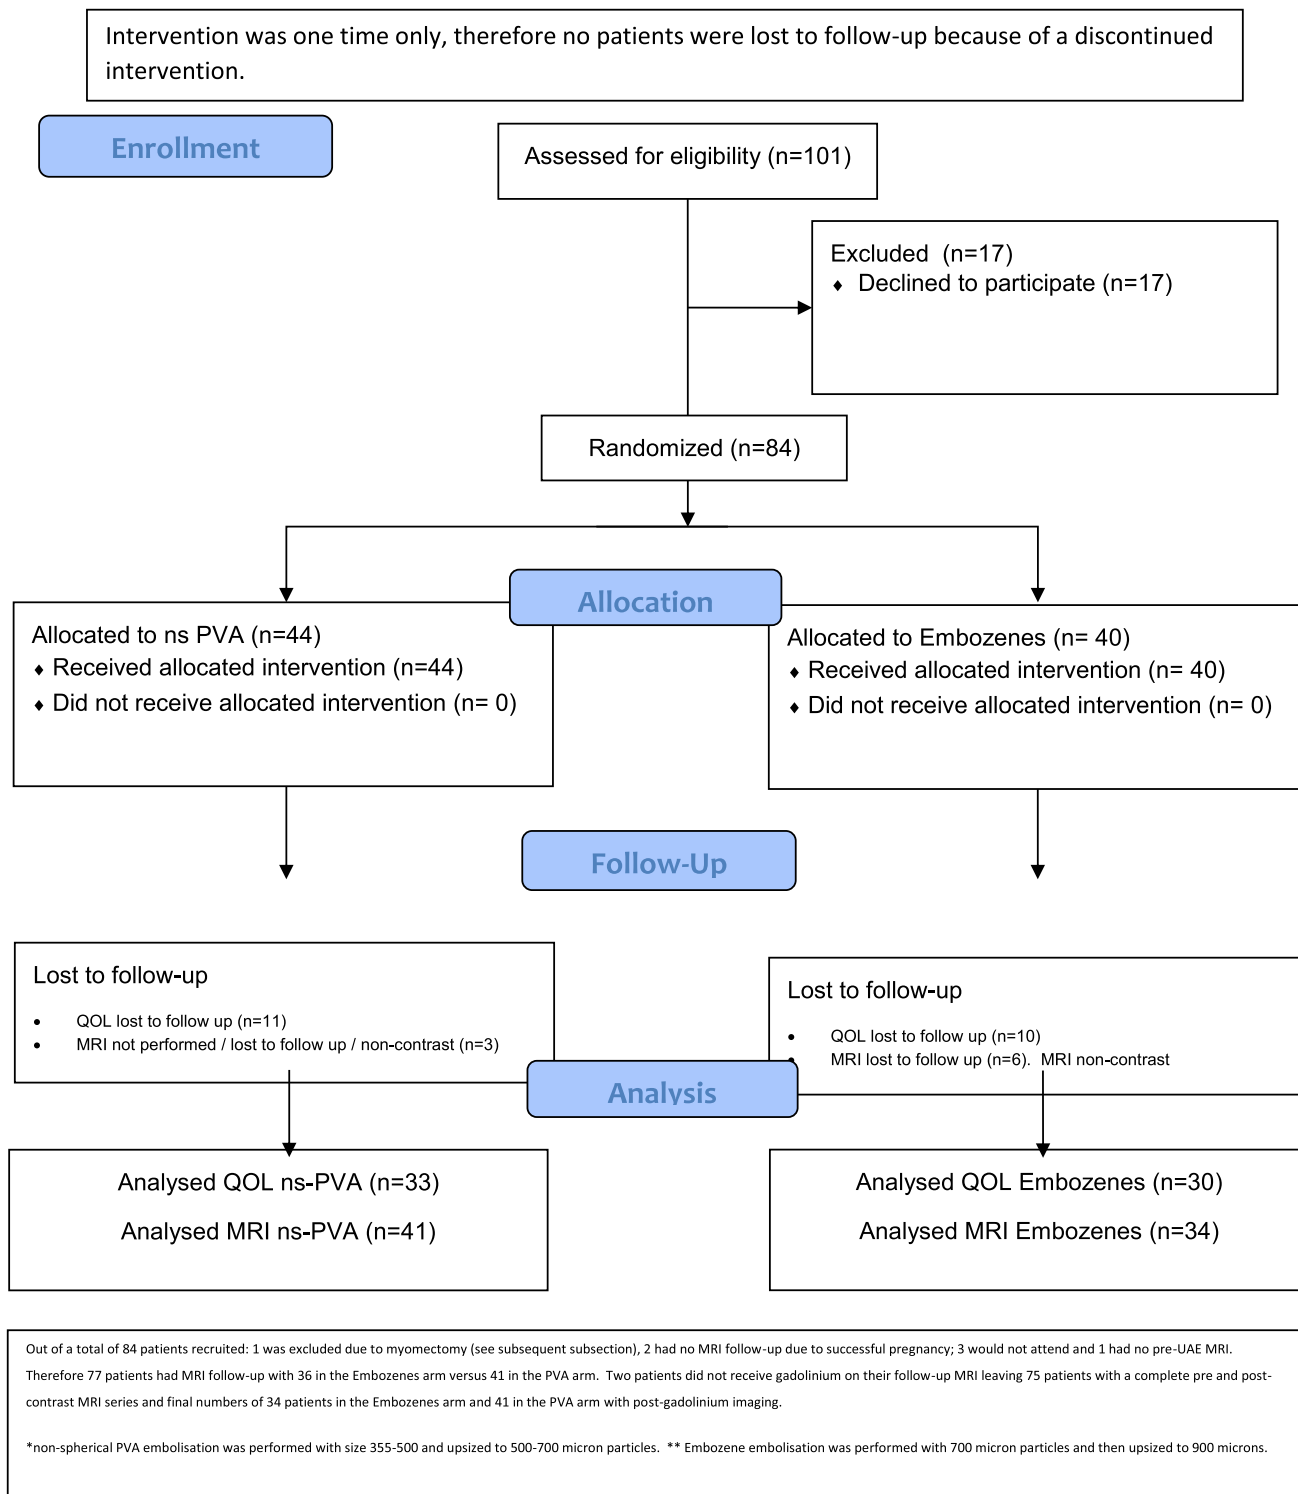 Intervention was one time only, therefore no patients were lost to follow-up because of a discontinued
intervention.
Enrollment
Assessed for eligibility (n=101)
Excluded  (n=17)
♦ Declined to participate (n=17)
Randomized (n=84)
Allocation
Allocated to ns PVA (n=44)
♦ Received allocated intervention (n=44)
♦ Did not receive allocated intervention (n= 0)
Allocated to Embozenes (n= 40)
♦ Received allocated intervention (n= 40)
♦ Did not receive allocated intervention (n= 0)
Follow-Up
Lost to follow-up
• QOL lost to follow up (n=11)
• MRI not performed / lost to follow up / non-contrast (n=3)
Lost to follow-up
• QOL lost to follow up (n=10)
• MRI lost to follow up (n=6).  MRI non-contrast
Analysis
Analysed QOL ns-PVA (n=33)
Analysed MRI ns-PVA (n=41)
Analysed QOL Embozenes (n=30)
Analysed MRI Embozenes (n=34)
Out of a total of 84 patients recruited: 1 was excluded due to myomectomy (see subsequent subsection), 2 had no MRI follow-up due to successful pregnancy; 3 would not attend and 1 had no pre-UAE MRI.
Therefore 77 patients had MRI follow-up with 36 in the Embozenes arm versus 41 in the PVA arm.  Two patients did not receive gadolinium on their follow-up MRI leaving 75 patients with a complete pre and post-
contrast MRI series and final numbers of 34 patients in the Embozenes arm and 41 in the PVA arm with post-gadolinium imaging.
*non-spherical PVA embolisation was performed with size 355-500 and upsized to 500-700 micron particles.  ** Embozene embolisation was performed with 700 micron particles and then upsized to 900 microns.